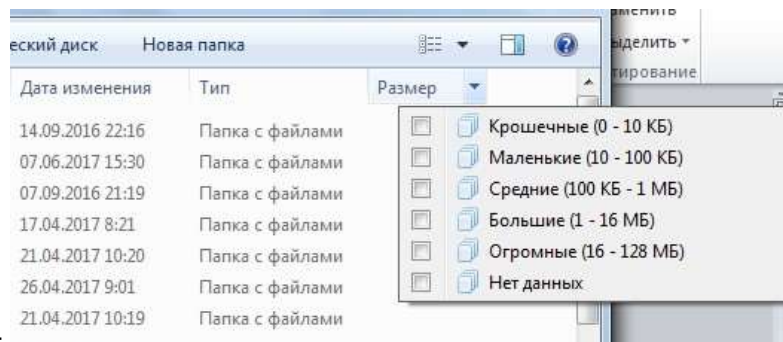 еский диск Новая папка
выделить
Дата изменения Тип Размер
14.09.2016 22:16 Папка с файлами
Крошечные (0 - 10 КБ)
07.06.2017 15:30 Папка с файлами
Маленькие (10 - 100 КБ)
07.09.2016 21:19 Папка с файлами
Средние (100 КБ - 1 МБ)
17.04.2017 8:21 Папка с файлами
Большие (1 - 16 МБ)
21.04.2017 10:20 Папка с файлами
Огромные (16 - 128 МБ)
26.04.2017 9:01 Папка с файлами
Нет данных
21.04.2017 10:19 Папка с файлами